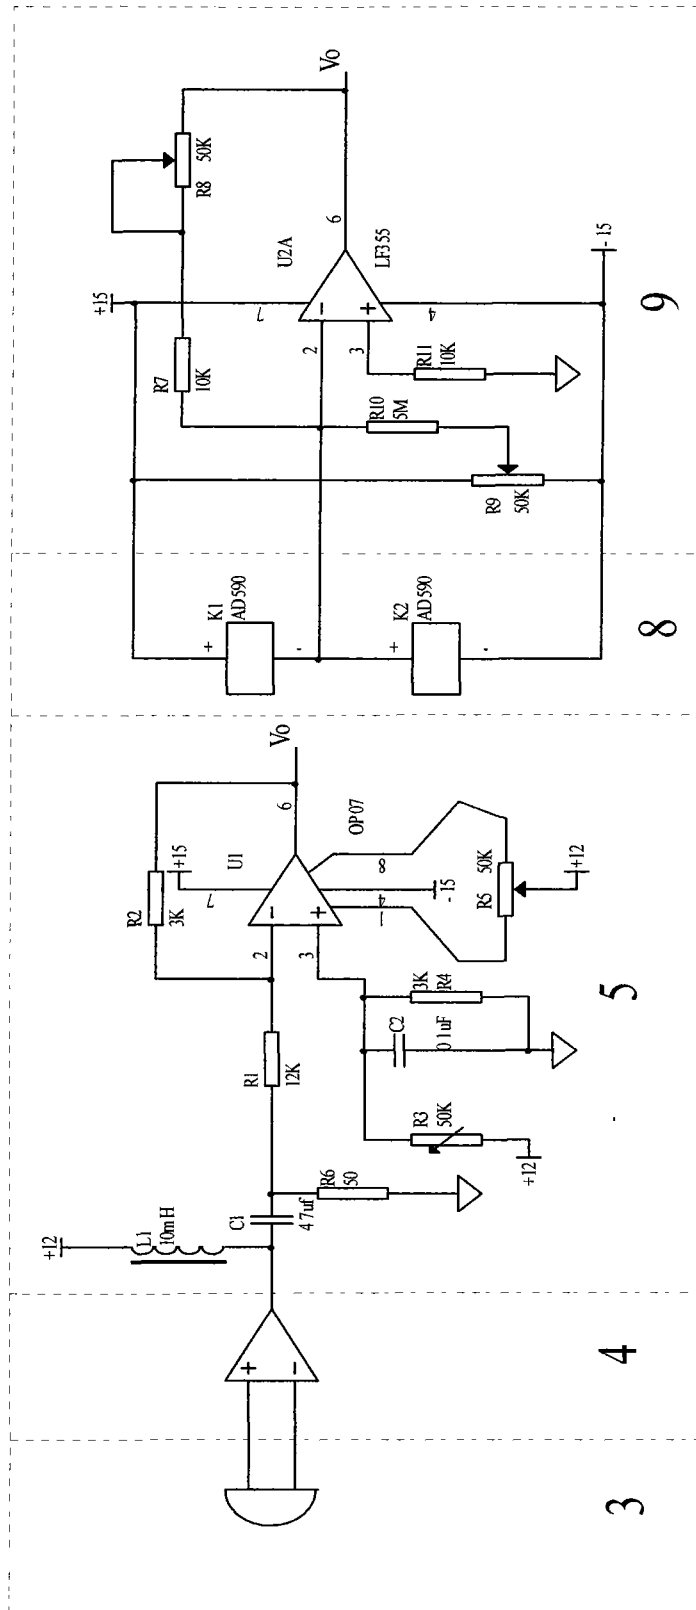 +12
L1
10mH
C1
4.7uf
R6
50
R1
12K
R2
3K
+15
7
U1
2
3
6
Vo
OP07
8
4
1
-15
R5
50K
+12
C2
0.1uF
3K
R4
R3
50K
+12
+
-
-
+
3
4
5
+15
K1
AD590
+
-
K2
AD590
+
-
R7
10K
R8
50K
U2A
7
2
3
6
Vo
LF355
4
-
+
R10
5M
R11
10K
R9
50K
-15
8
9